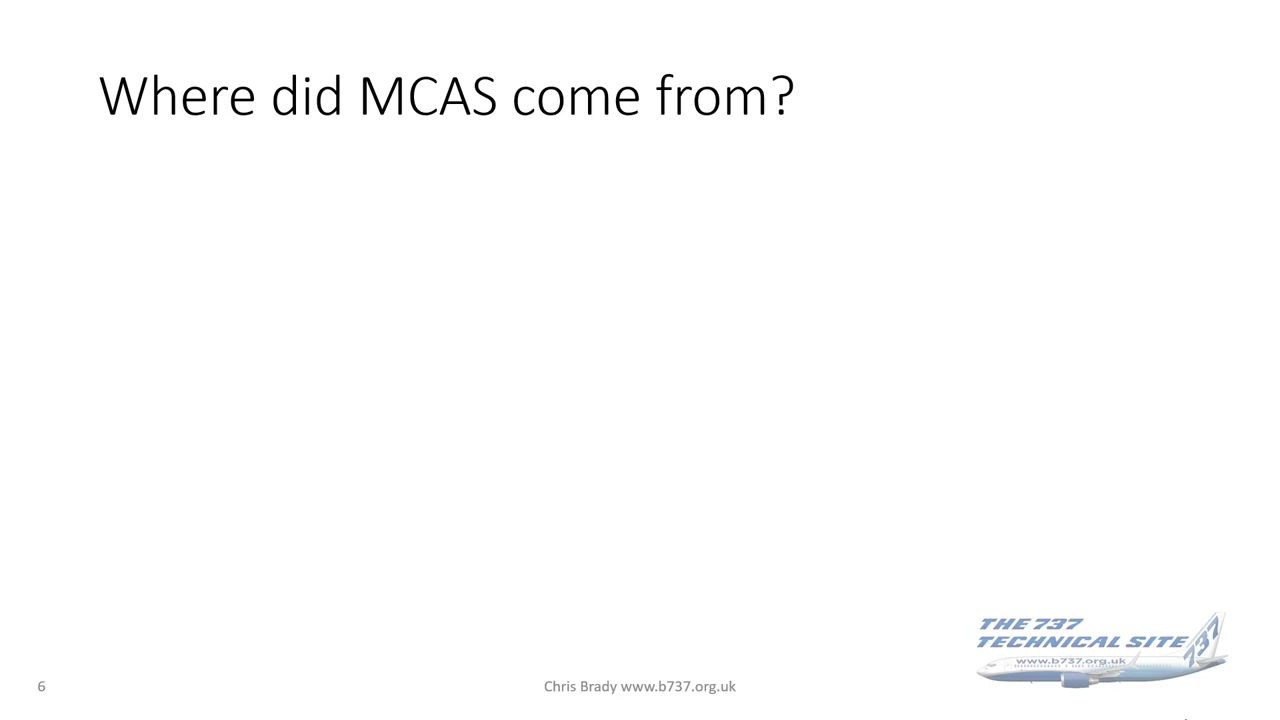 Where did MCAS come from?
THE 737
TECHNICAL SITE
737
www.b737.org.uk
6
Chris Brady www.b737.org.uk